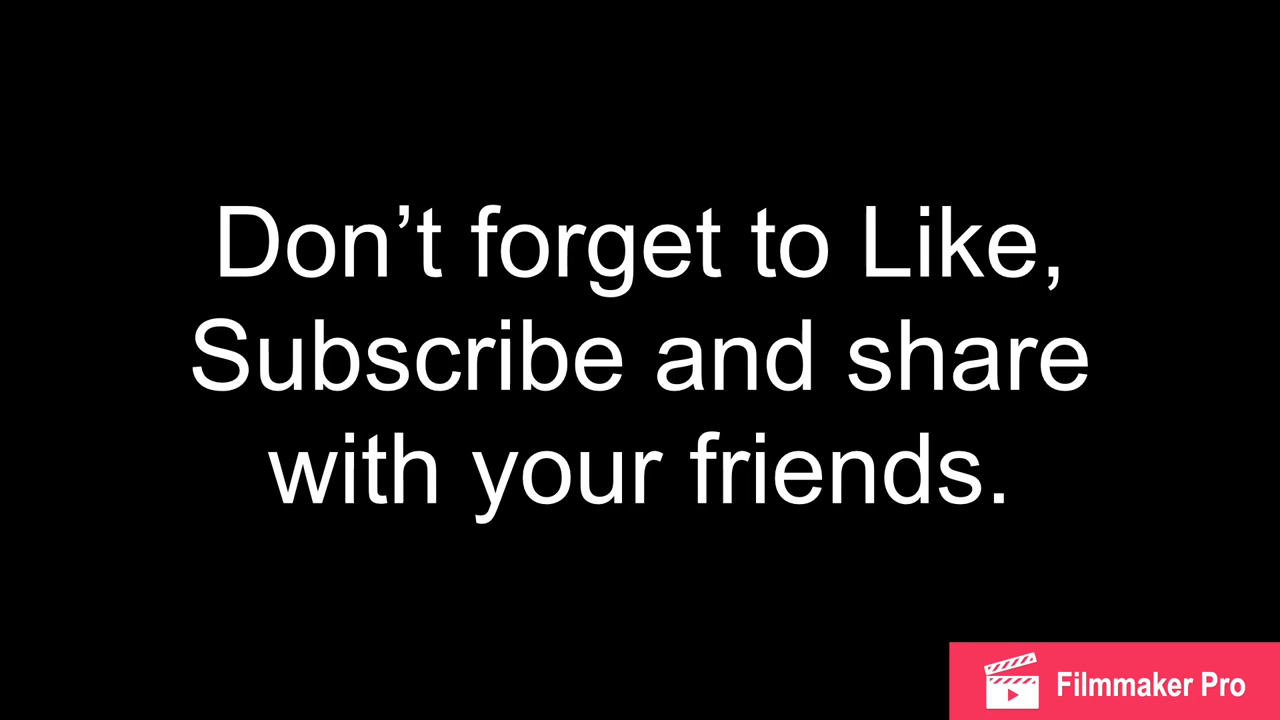 Don’t forget to Like,
Subscribe and share
with your friends.
Filmmaker Pro